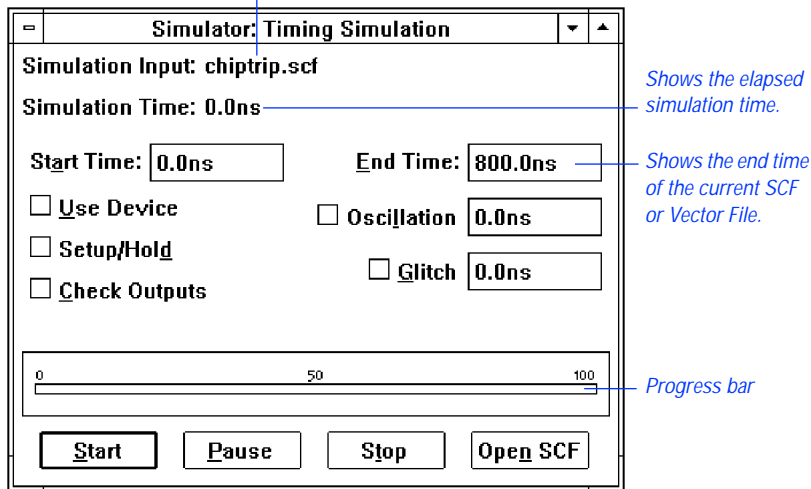 Simulator: Timing Simulation
Simulation Input: chiptrip.scf
Simulation Time: 0.0ns
Shows the elapsed
simulation time.
Start Time: 0.0ns
End Time: 800.0ns
Shows the end time
of the current SCF
or Vector File.
Use Device
Oscillation 0.0ns
Setup/Hold
Glitch 0.0ns
Check Outputs
0 50 100
Progress bar
Start Pause Stop Open SCF